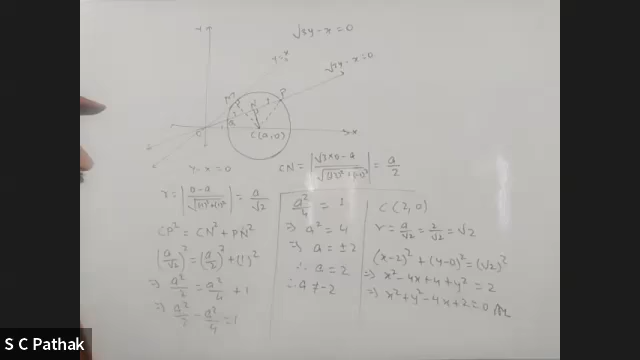 √3y - x = 0
Y
y = x
√3y - x = 0
P
M
N
1
C(a, 0)
X
y - x = 0
CN = |√3×0 - a / √((√3)²+(1)²)| = a/2
r = |0 - a / √((1)²+(1)²)| = a/√2
CP² = CN² + PN²
(a/√2)² = (a/2)² + (1)²
⇒ a²/2 = a²/4 + 1
⇒ a²/2 - a²/4 = 1
a²/4 = 1
⇒ a² = 4
⇒ a = ±2
∴ a = 2
∴ a ≠ -2
C(2, 0)
r = a/√2 = 2/√2 = √2
(x-2)² + (y-0)² = (√2)²
⇒ x² - 4x + 4 + y² = 2
⇒ x² + y² - 4x + 2 = 0
S C Pathak